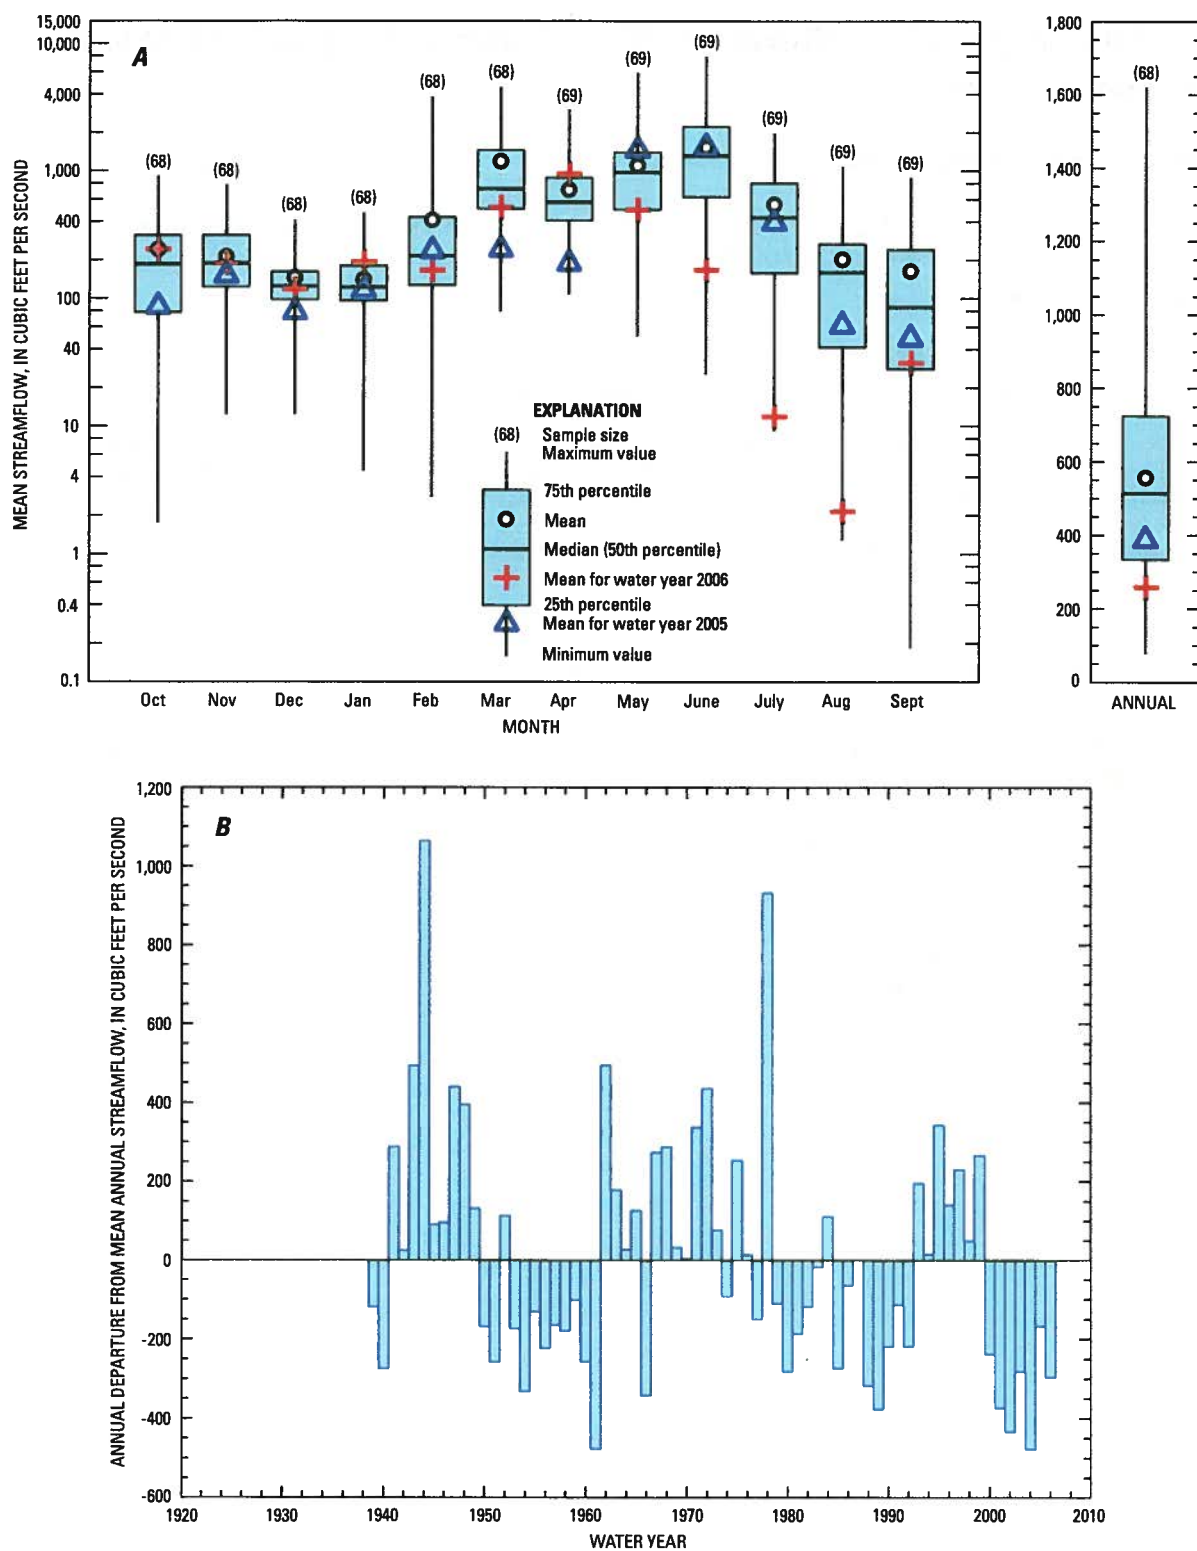 A
MEAN STREAMFLOW, IN CUBIC FEET PER SECOND
15,000
10,000
4,000
1,000
400
100
40
10
4
1
0.4
0.1
(68)
(68)
(68)
(68)
(68)
(68)
(69)
(69)
(69)
(69)
(69)
(69)
EXPLANATION
(68) Sample size
Maximum value
75th percentile
Mean
Median (50th percentile)
Mean for water year 2006
25th percentile
Mean for water year 2005
Minimum value
Oct Nov Dec Jan Feb Mar Apr May June July Aug Sept
MONTH
1,800
1,600
1,400
1,200
1,000
800
600
400
200
0
(68)
ANNUAL
B
ANNUAL DEPARTURE FROM MEAN ANNUAL STREAMFLOW, IN CUBIC FEET PER SECOND
1,200
1,000
800
600
400
200
0
-200
-400
-600
1920 1930 1940 1950 1960 1970 1980 1990 2000 2010
WATER YEAR